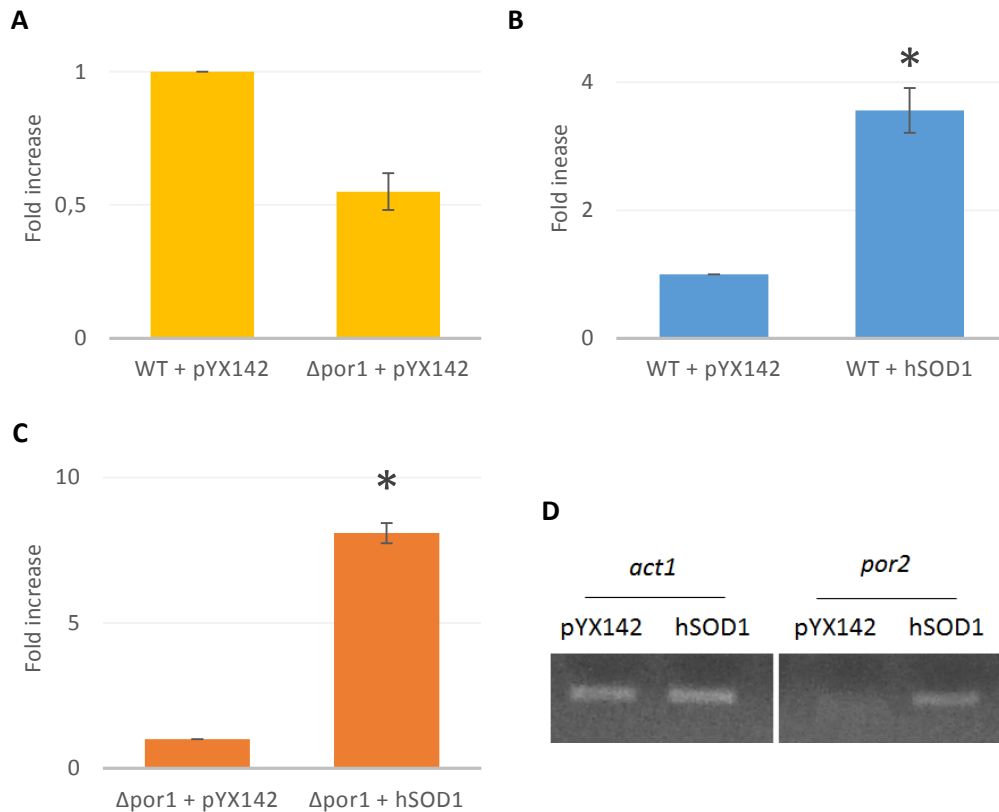 A
Fold increase
1
0,5
0
WT + pYX142 Δpor1 + pYX142
B
*
Fold inease
4
2
0
WT + pYX142 WT + hSOD1
C
*
Fold increase
10
5
0
Δpor1 + pYX142 Δpor1 + hSOD1
D
act1 por2
pYX142 hSOD1 pYX142 hSOD1